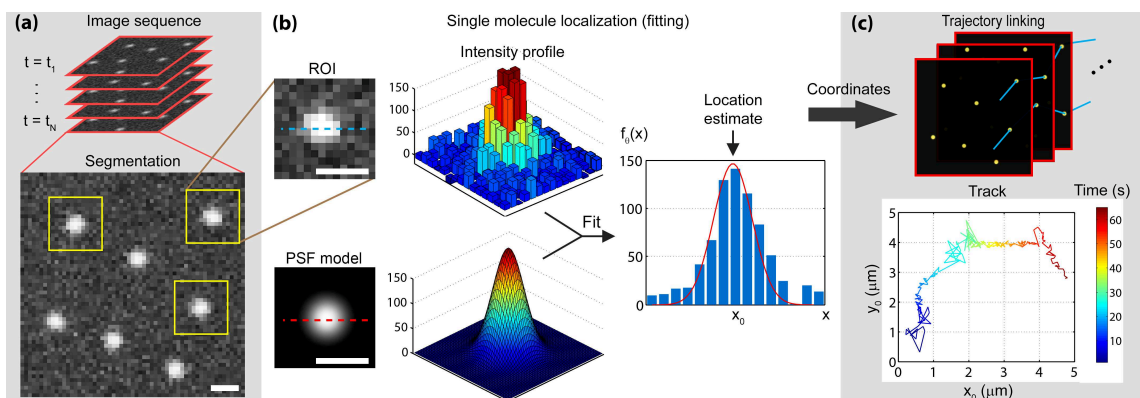 (a)
Image sequence
t = t1
.
.
.
t = tN
Segmentation
(b)
Single molecule localization (fitting)
ROI
Intensity profile
150
100
50
0
PSF model
150
100
50
0
Fit
Location
estimate
fθ(x)
150
100
50
0
x0
x
Coordinates
(c)
Trajectory linking
...
Track
Time (s)
5
4
3
2
1
0
y0 (μm)
0 1 2 3 4 5
x0 (μm)
60
50
40
30
20
10